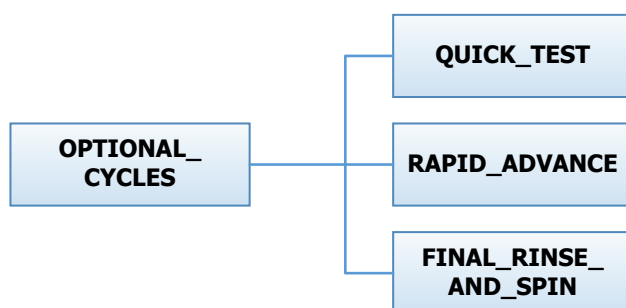 OPTIONAL_
CYCLES
QUICK_TEST
RAPID_ADVANCE
FINAL_RINSE_
AND_SPIN